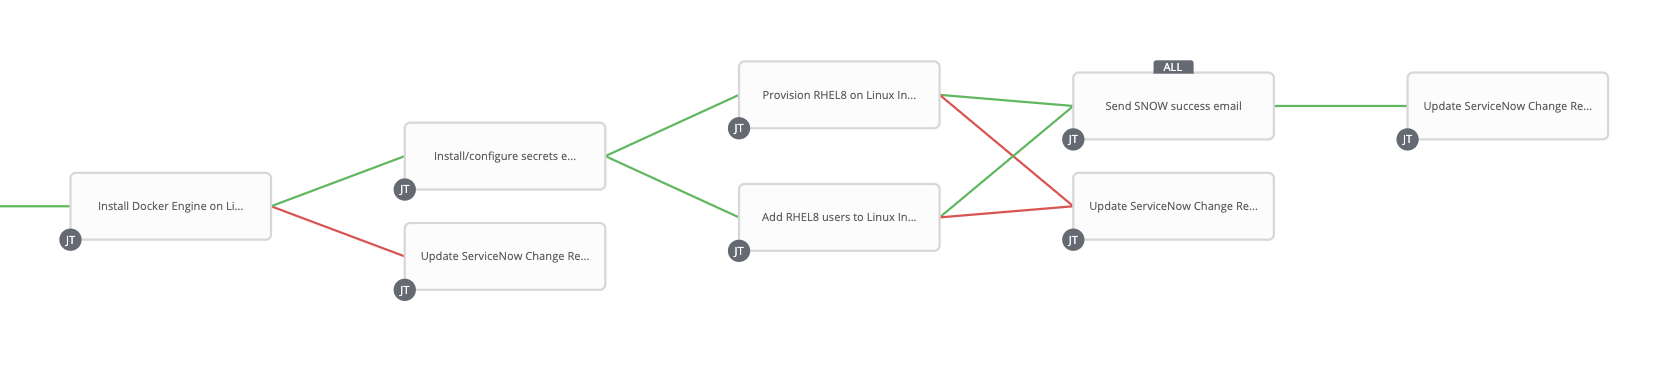 Install Docker Engine on Li...
JT
Install/configure secrets e...
JT
Update ServiceNow Change Re...
JT
Provision RHEL8 on Linux In...
JT
Add RHEL8 users to Linux In...
JT
ALL
Send SNOW success email
JT
Update ServiceNow Change Re...
JT
Update ServiceNow Change Re...
JT